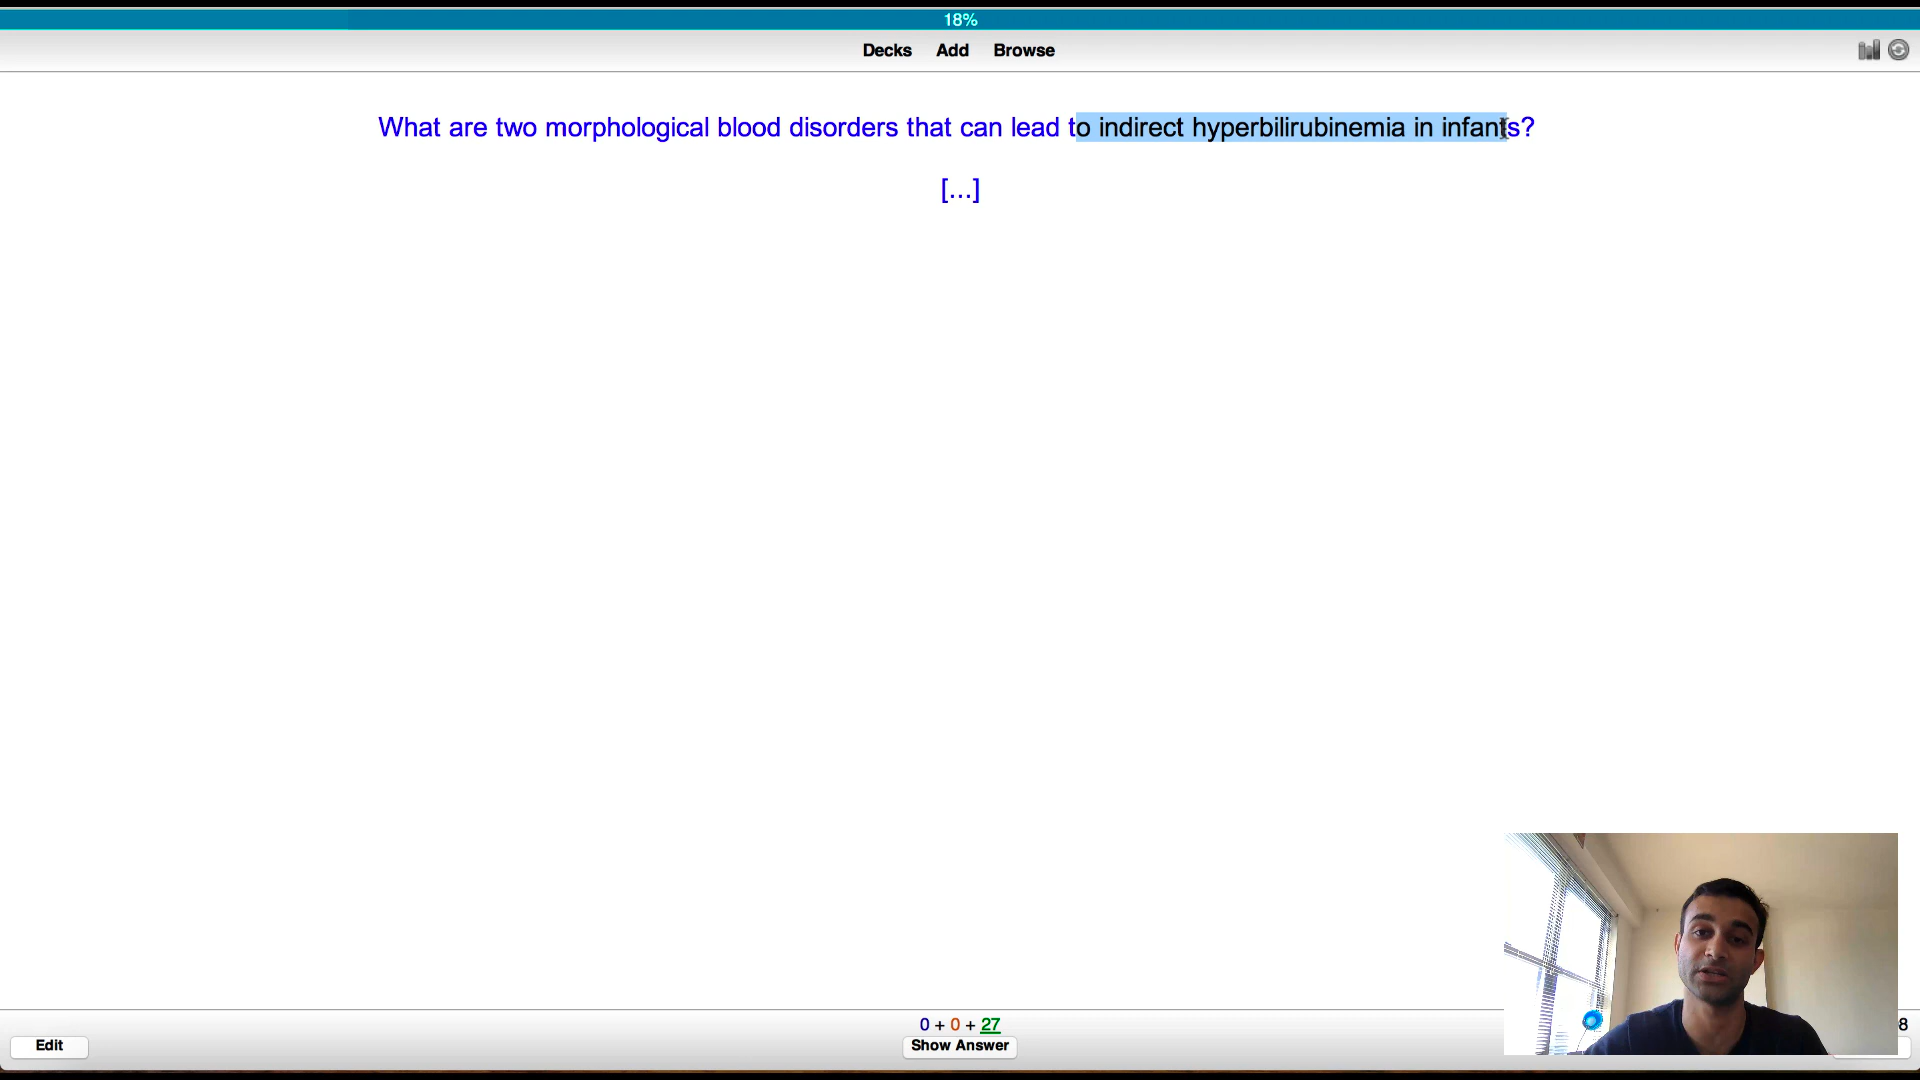 18%
Decks Add Browse
What are two morphological blood disorders that can lead to indirect hyperbilirubinemia in infants?
[...]
0 + 0 + 27
8
Edit
Show Answer